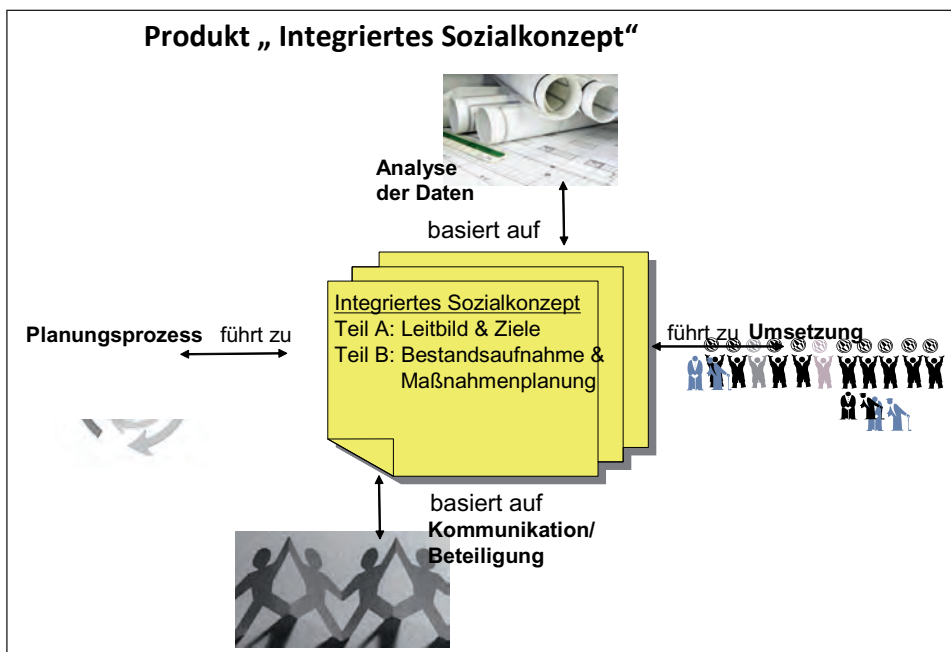 Produkt „ Integriertes Sozialkonzept“
Analyse
der Daten
basiert auf
Integriertes Sozialkonzept
Teil A: Leitbild & Ziele
Teil B: Bestandsaufnahme &
Maßnahmenplanung
Planungsprozess führt zu
führt zu Umsetzung
basiert auf
Kommunikation/
Beteiligung